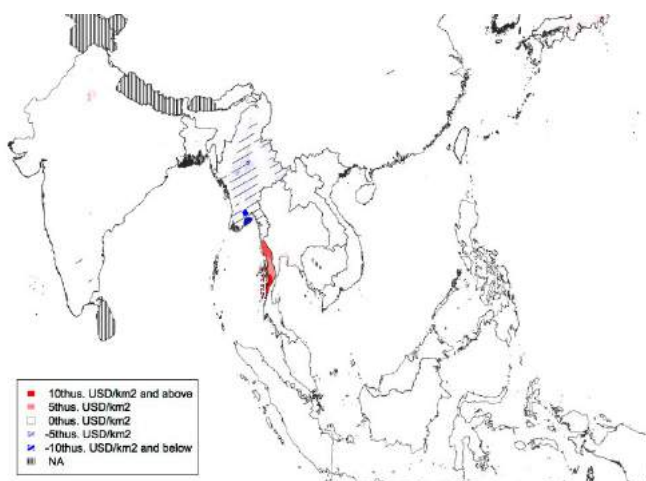 10thus. USD/km2 and above
5thus. USD/km2
0thus. USD/km2
-5thus. USD/km2
-10thus. USD/km2 and below
NA